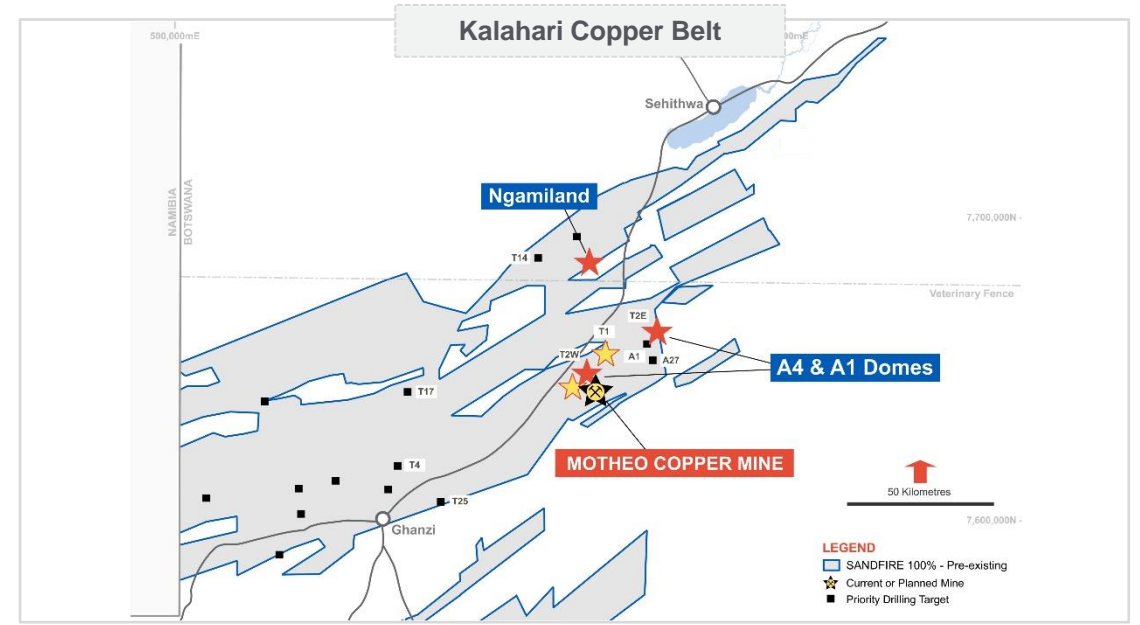 Kalahari Copper Belt
500,000mE
00mE
Sehithwa
NAMIBIA
BOTSWANA
Ngamiland
7,700,000N
T14
Veterinary Fence
T2E
T1
T2W
A1
A27
A4 & A1 Domes
T17
MOTHEO COPPER MINE
T4
50 Kilometres
T25
7,600,000N
Ghanzi
LEGEND
SANDFIRE 100% - Pre-existing
Current or Planned Mine
Priority Drilling Target